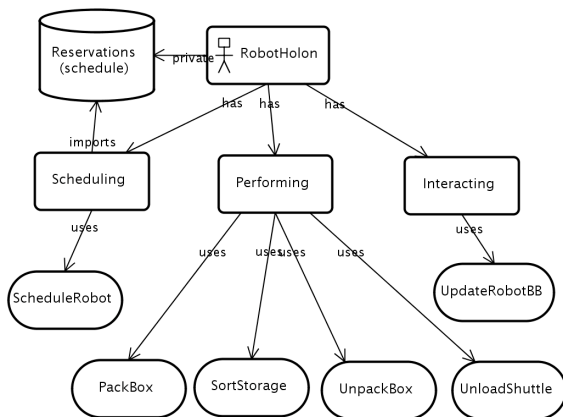 Reservations
(schedule)
private
RobotHolon
has
has
has
imports
Scheduling
Performing
Interacting
uses
uses
uses
uses
uses
uses
ScheduleRobot
UpdateRobotBB
PackBox
SortStorage
UnpackBox
UnloadShuttle